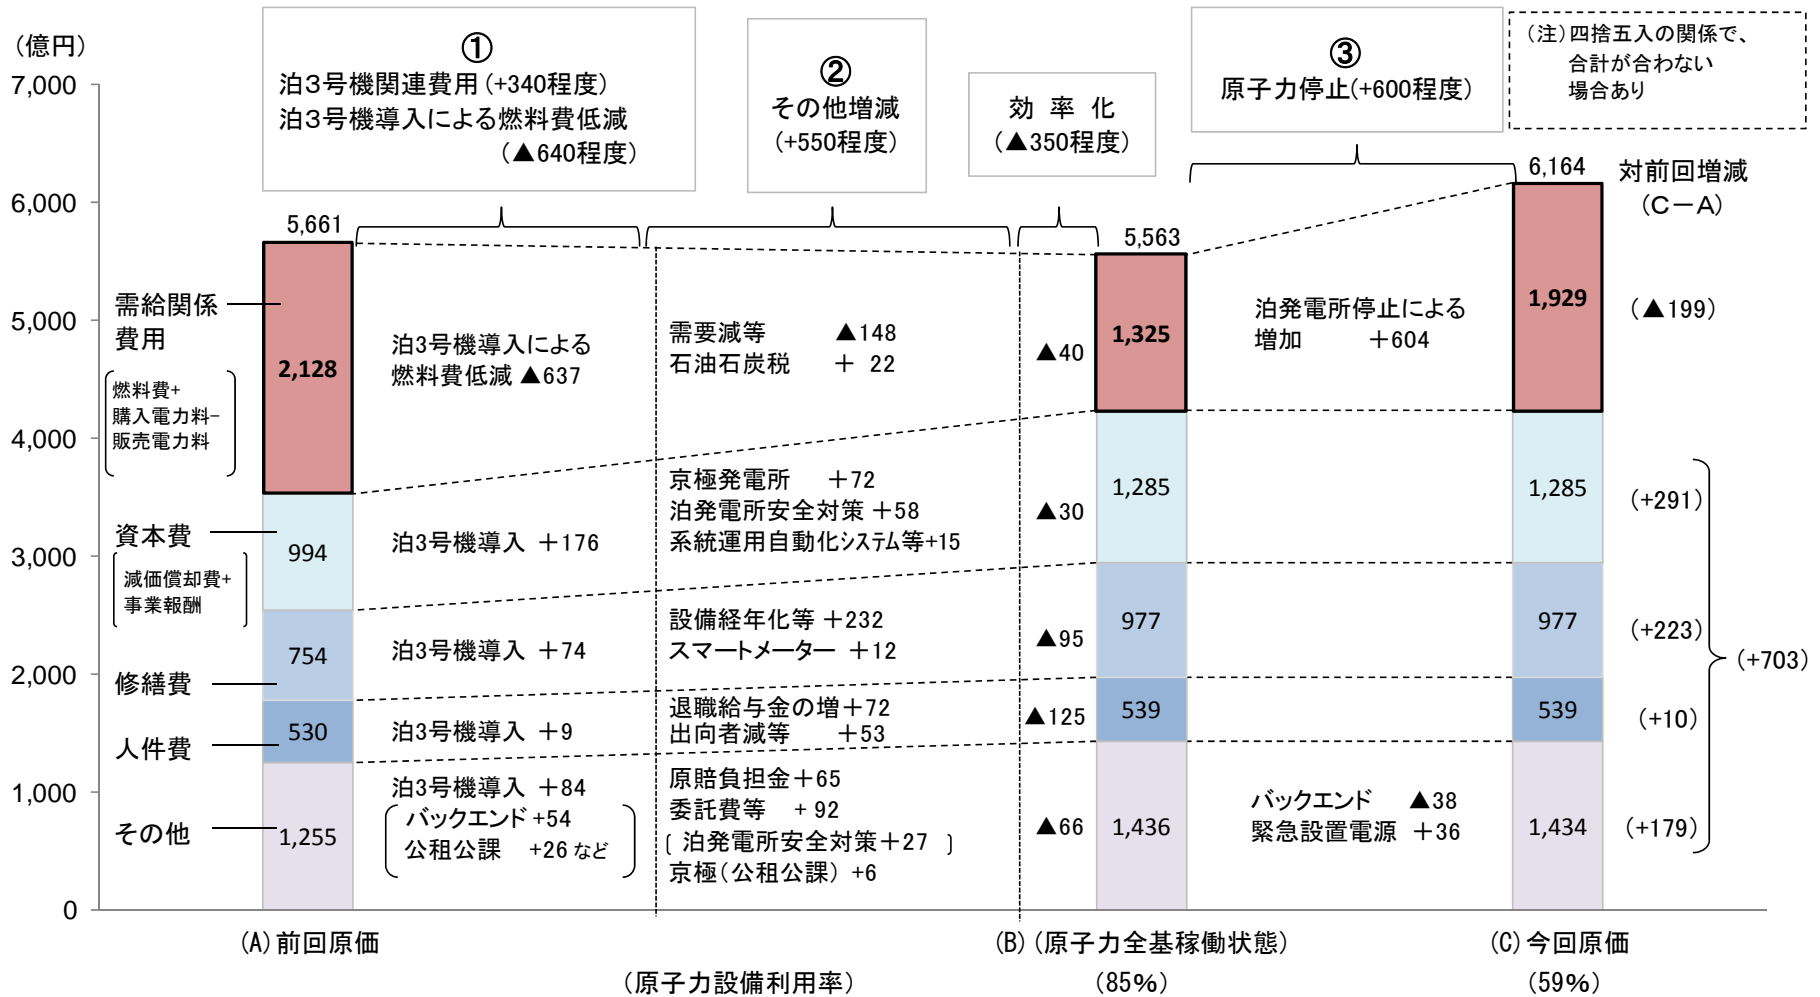 （億円）
7,000
6,000
5,000
4,000
3,000
2,000
1,000
0
①
泊3号機関連費用（+340程度）
泊3号機導入による燃料費低減
（▲640程度）
②
その他増減
（+550程度）
効 率 化
（▲350程度）
③
原子力停止（+600程度）
（注）四捨五入の関係で、
合計が合わない
場合あり
対前回増減
（C－A）
5,661
5,563
6,164
需給関係
費用
燃料費+
購入電力料−
販売電力料
2,128
泊3号機導入による
燃料費低減 ▲637
需要減等 ▲148
石油石炭税 ＋ 22
▲40
1,325
泊発電所停止による
増加 ＋604
1,929
（▲199）
資本費
減価償却費+
事業報酬
994
泊3号機導入 ＋176
京極発電所 ＋72
泊発電所安全対策 ＋58
系統運用自動化システム等+15
▲30
1,285
1,285
（+291）
修繕費
754
泊3号機導入 ＋74
設備経年化等 ＋232
スマートメーター ＋12
▲95
977
977
（+223）
（+703）
人件費
530
泊3号機導入 ＋9
退職給与金の増＋72
出向者減等 ＋53
▲125
539
539
（+10）
その他
1,255
泊3号機導入 ＋84
バックエンド +54
公租公課 +26 など
原賠負担金＋65
委託費等 + 92
〔 泊発電所安全対策＋27 〕
京極（公租公課） +6
▲66
1,436
バックエンド ▲38
緊急設置電源 ＋36
1,434
（+179）
（A）前回原価
（B）（原子力全基稼働状態）
（C）今回原価
（原子力設備利用率）
（85％）
（59％）